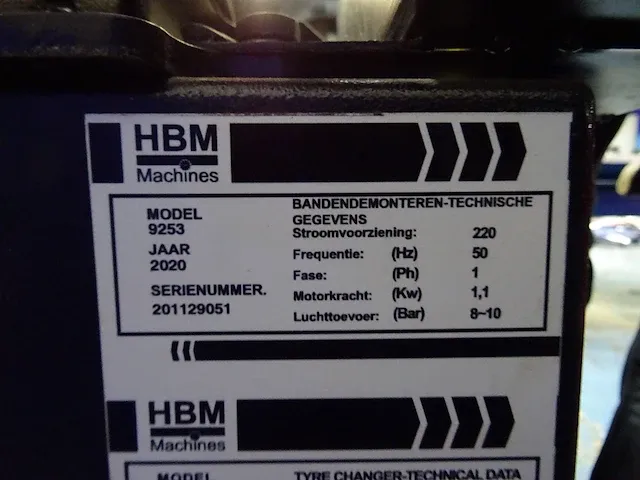 HBM
Machines
MODEL
9253
JAAR
2020
SERIENUMMER.
201129051
BANDENDEMONTEREN-TECHNISCHE
GEGEVENS
Stroomvoorziening: 220
Frequentie: (Hz) 50
Fase: (Ph) 1
Motorkracht: (Kw) 1,1
Luchttoevoer: (Bar) 8~10
HBM
Machines
MODEL
TYRE CHANGER-TECHNICAL DATA